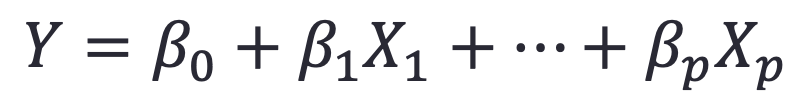 Y = β₀ + β₁X₁ + ⋯ + βₚXₚ